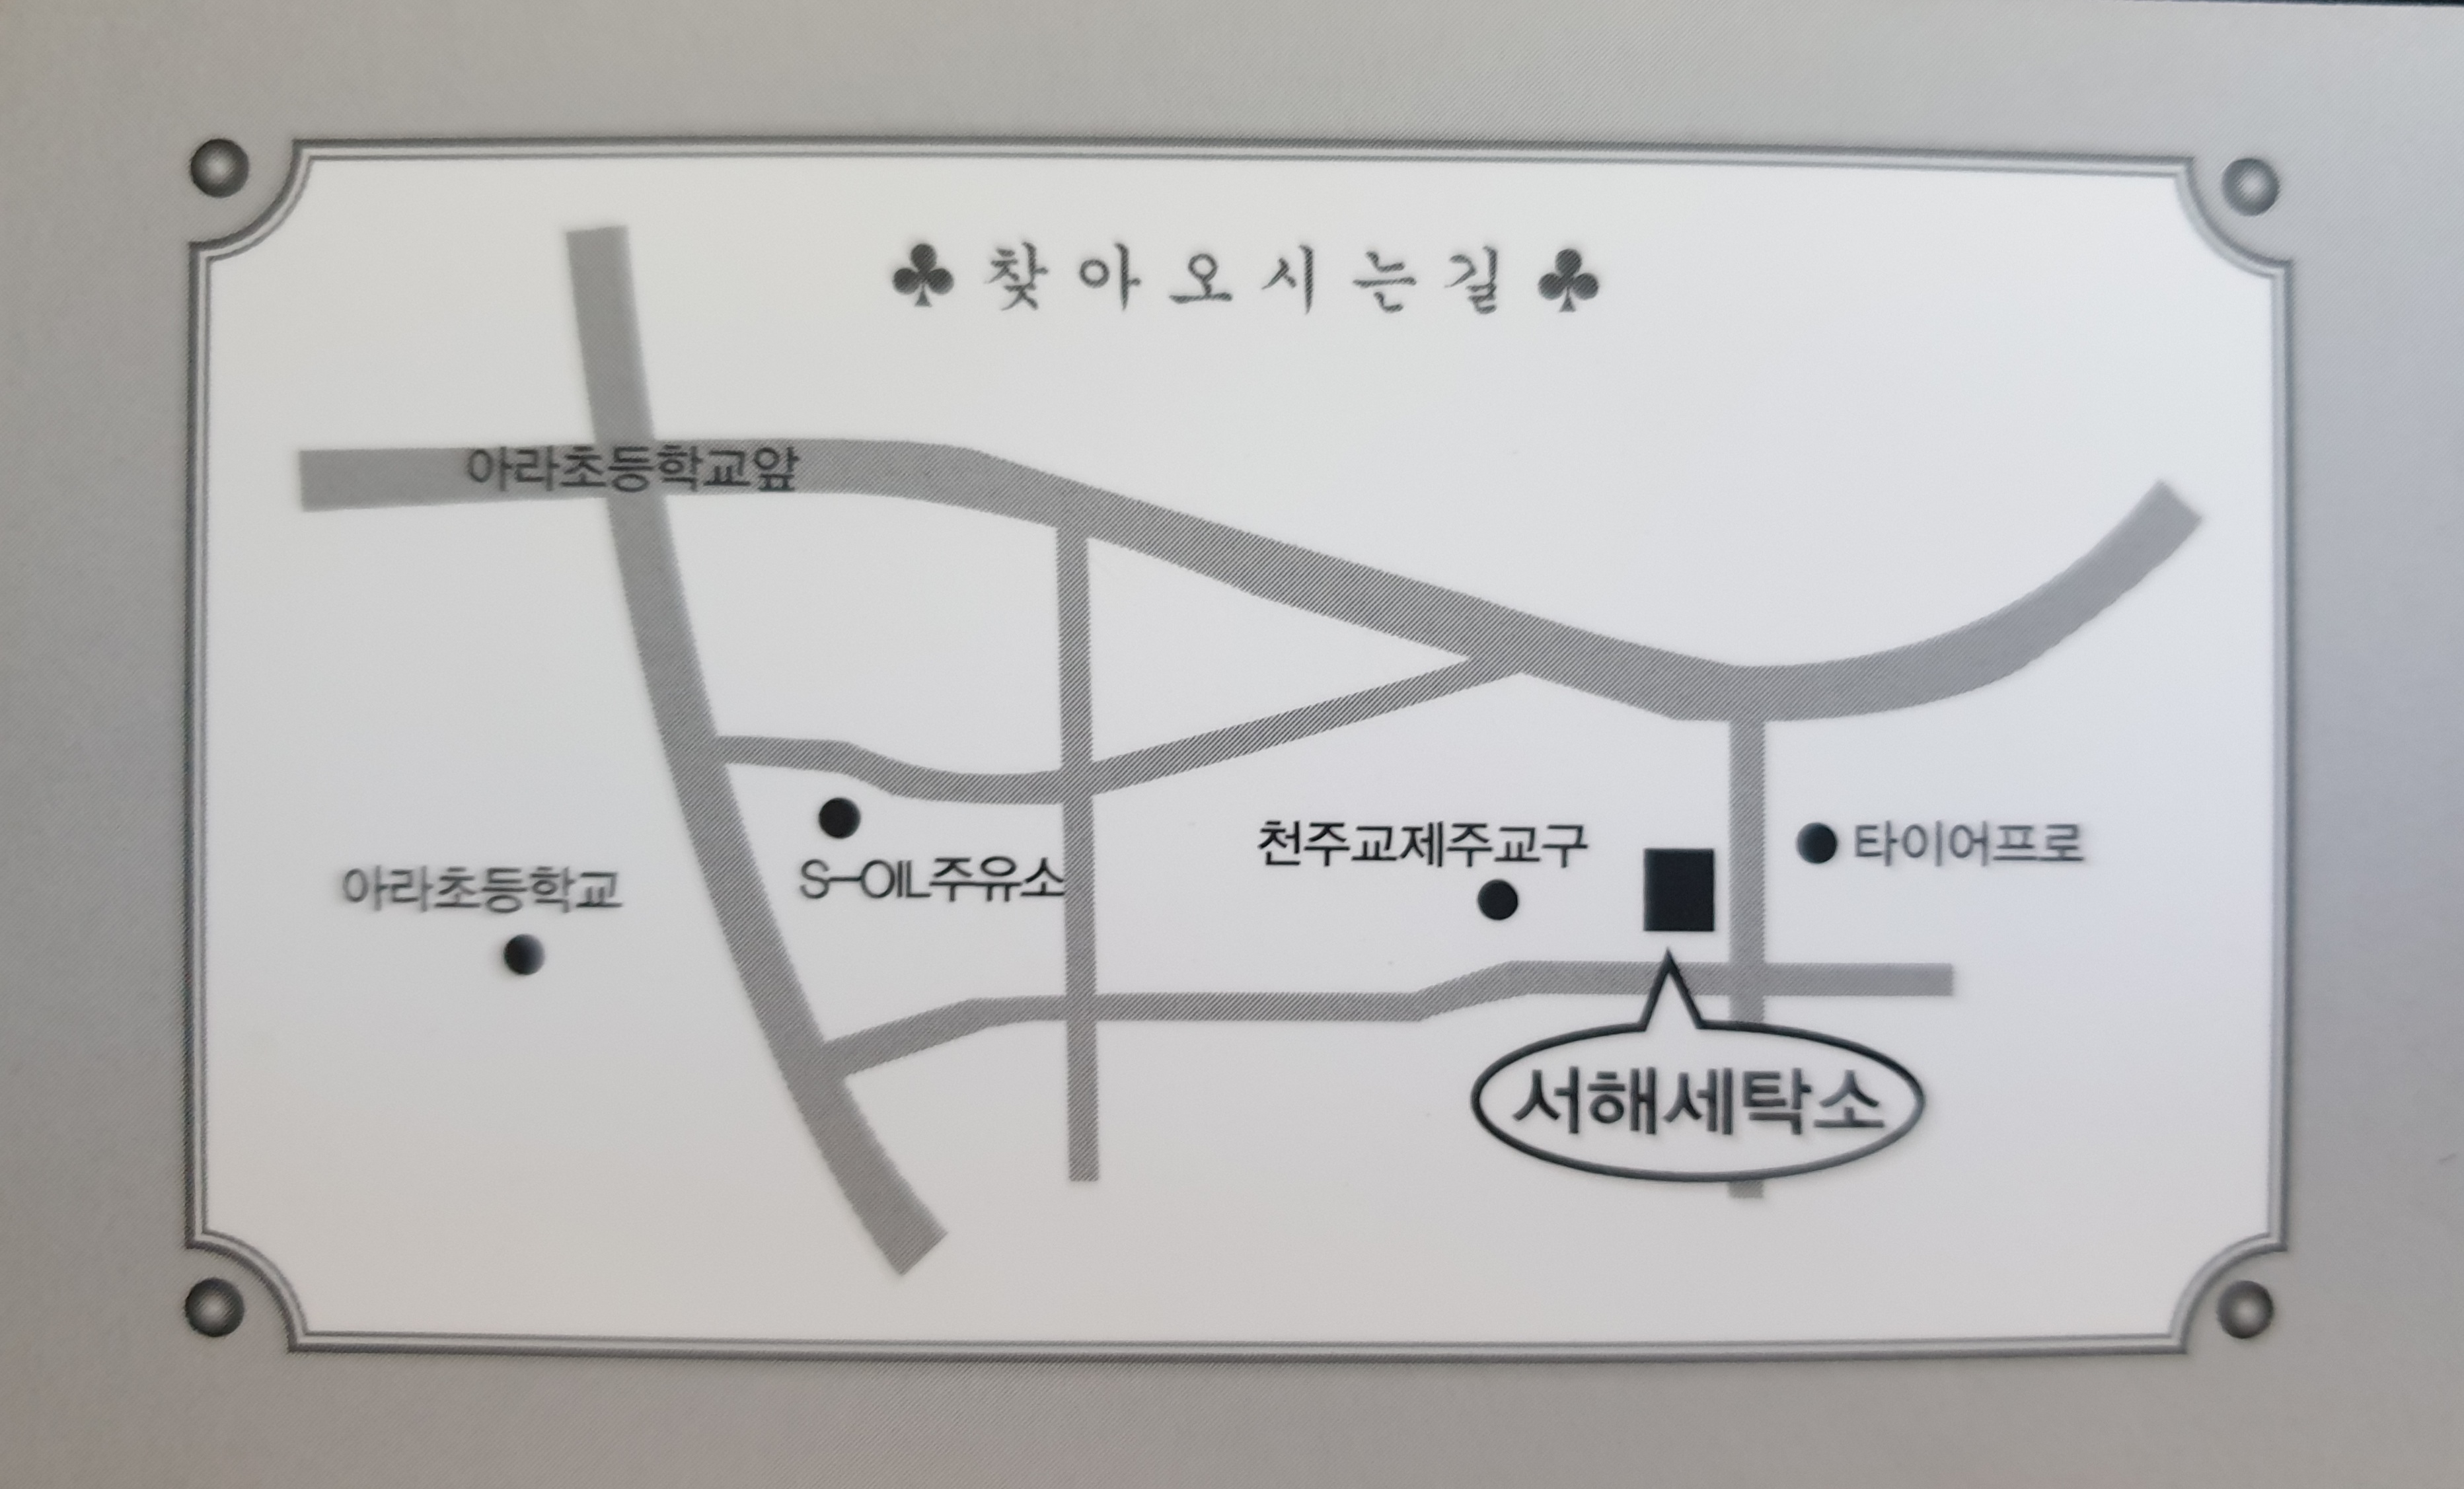 ♣ 찾아오시는길 ♣
아라초등학교앞
천주교제주교구
타이어프로
S-OIL주유소
아라초등학교
서해세탁소